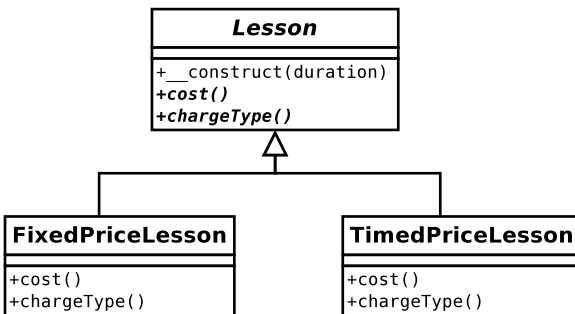 Lesson
+__construct(duration)
+cost()
+chargeType()
FixedPriceLesson
+cost()
+chargeType()
TimedPriceLesson
+cost()
+chargeType()